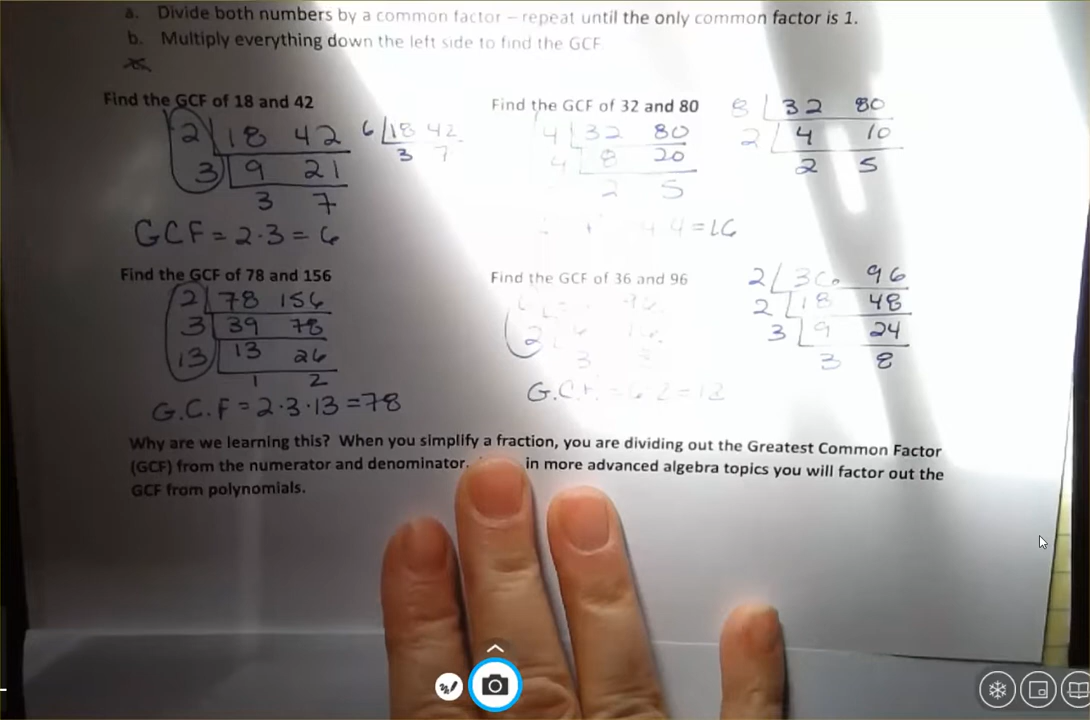 a. Divide both numbers by a common factor – repeat until the only common factor is 1.
b. Multiply everything down the left side to find the GCF
Find the GCF of 18 and 42
2 18 42
3 9 21
3 7
GCF = 2·3 = 6
6 18 42
3 7
Find the GCF of 32 and 80
4 32 80
4 8 20
2 5
4·4 = 16
8 32 80
2 4 10
2 5
Find the GCF of 78 and 156
2 78 156
3 39 78
13 13 26
1 2
G.C.F = 2·3·13 = 78
Find the GCF of 36 and 96
2
3
G.C.F. = 6·2 = 12
2 36 96
2 18 48
3 9 24
3 8
Why are we learning this? When you simplify a fraction, you are dividing out the Greatest Common Factor
(GCF) from the numerator and denominator. in more advanced algebra topics you will factor out the
GCF from polynomials.